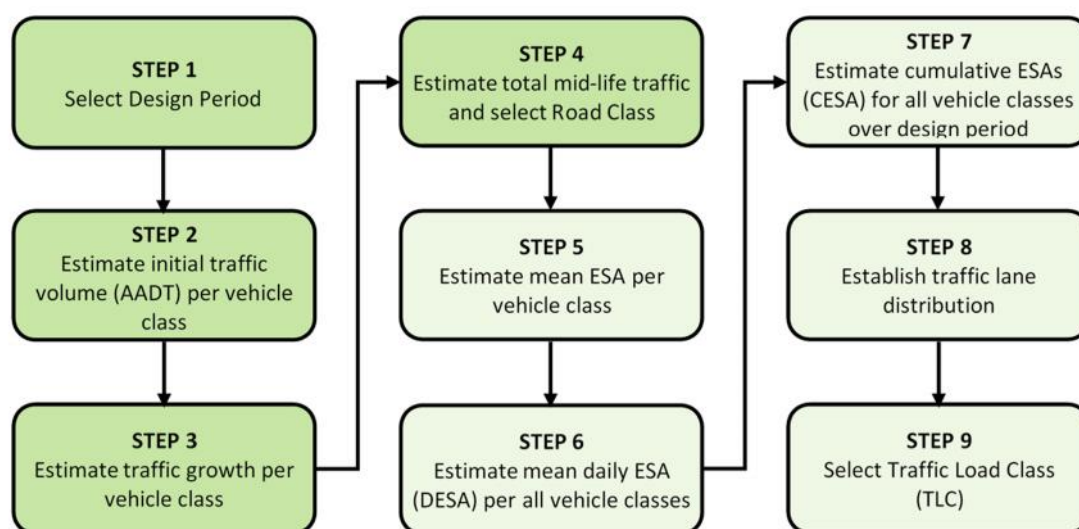 STEP 1
Select Design Period
STEP 2
Estimate initial traffic
volume (AADT) per vehicle
class
STEP 3
Estimate traffic growth per
vehicle class
STEP 4
Estimate total mid-life traffic
and select Road Class
STEP 5
Estimate mean ESA per
vehicle class
STEP 6
Estimate mean daily ESA
(DESA) per all vehicle classes
STEP 7
Estimate cumulative ESAs
(CESA) for all vehicle classes
over design period
STEP 8
Establish traffic lane
distribution
STEP 9
Select Traffic Load Class
(TLC)